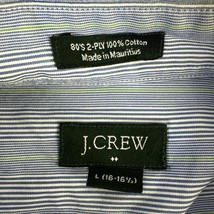 80'S 2-PLY 100% Cotton
Made in Mauritius
J.CREW
L (16-16½)